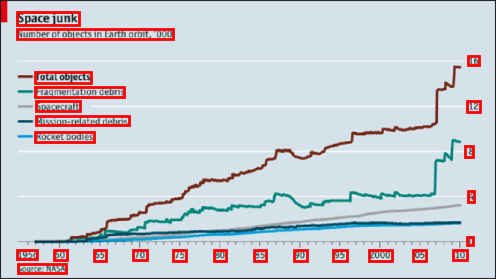 Space junk
Number of objects in Earth orbit, '000
16
Total objects
Fragmentation debris
12
Spacecraft
Mission-related debris
Rocket bodies
8
4
0
1956 60 65 70 75 80 85 90 95 2000 05 10
Source: NASA